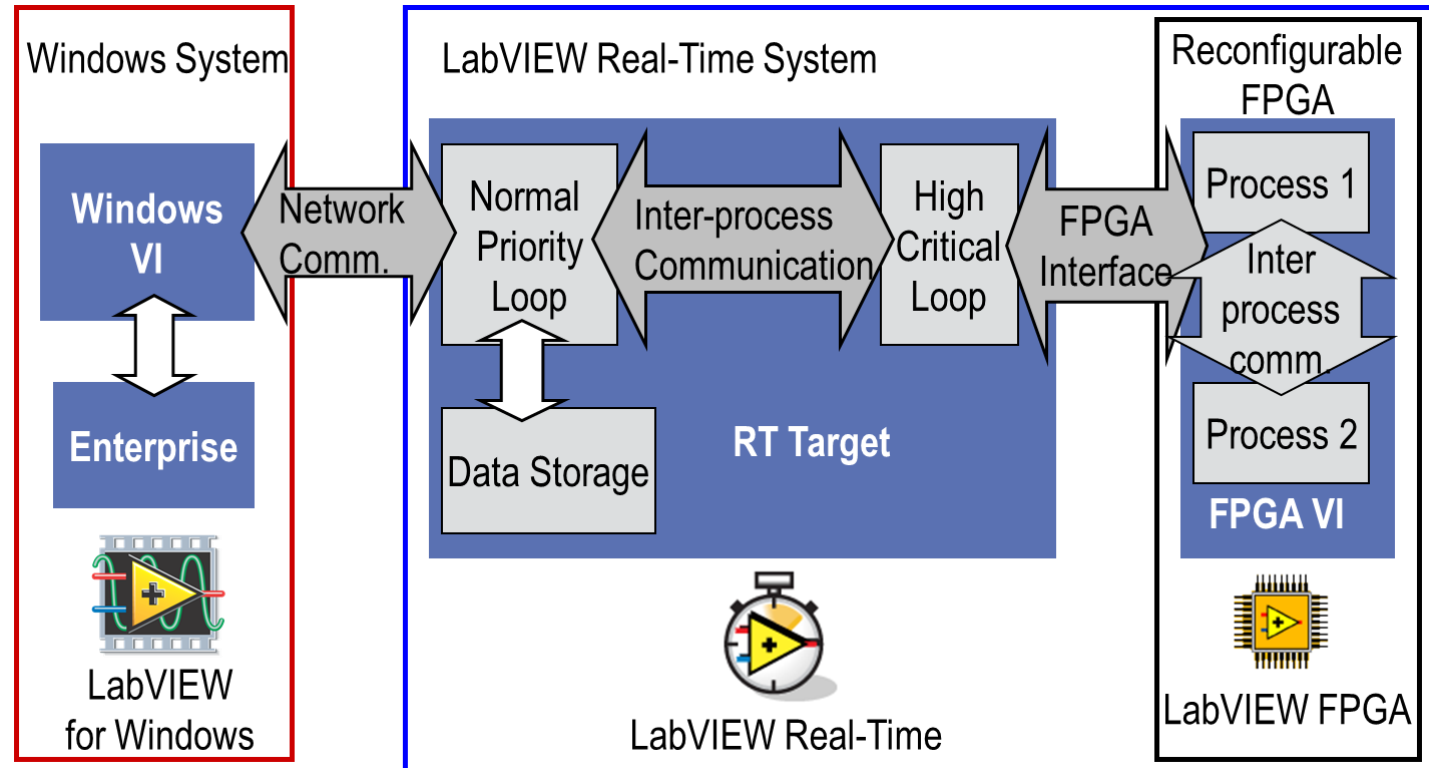 Windows System
Windows
VI
Enterprise
LabVIEW
for Windows
Network
Comm.
LabVIEW Real-Time System
Normal
Priority
Loop
Inter-process
Communication
High
Critical
Loop
Data Storage
RT Target
LabVIEW Real-Time
FPGA
Interface
Reconfigurable
FPGA
Process 1
Inter
process
comm.
Process 2
FPGA VI
LabVIEW FPGA